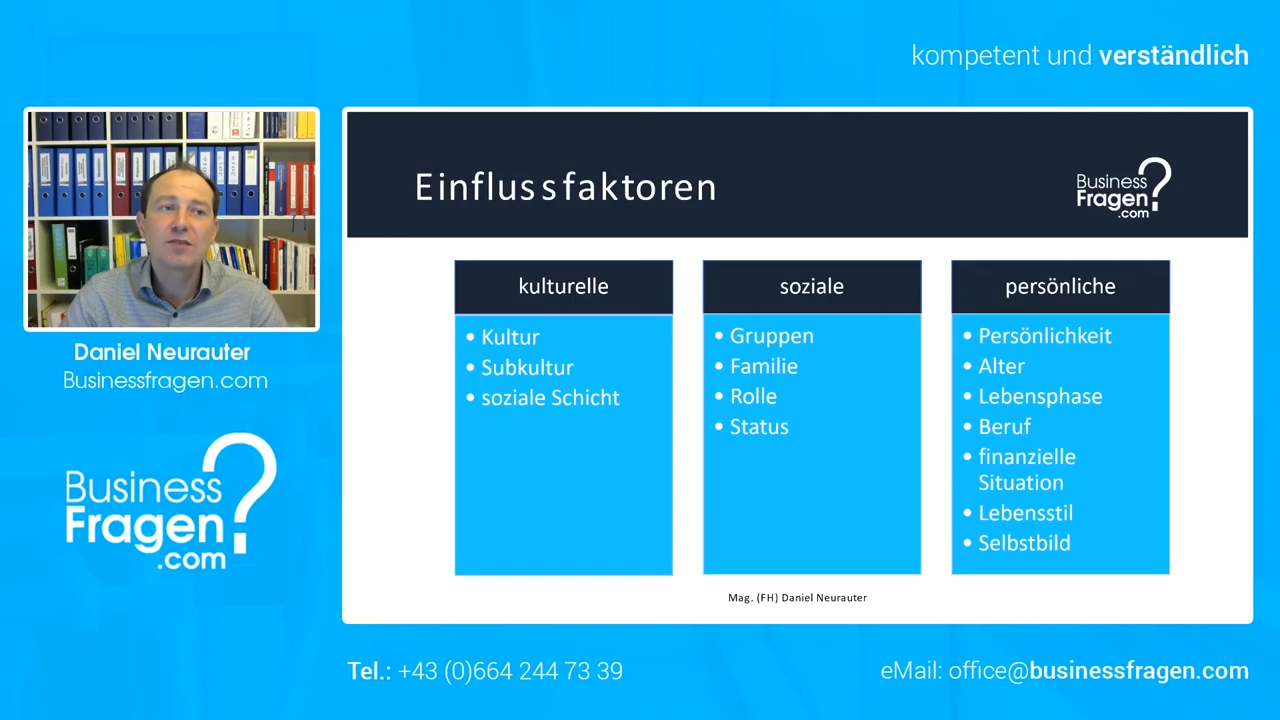 kompetent und verständlich
Einflussfaktoren
Business
Fragen?
.com
kulturelle
• Kultur
• Subkultur
• soziale Schicht
soziale
• Gruppen
• Familie
• Rolle
• Status
persönliche
• Persönlichkeit
• Alter
• Lebensphase
• Beruf
• finanzielle
Situation
• Lebensstil
• Selbstbild
Mag. (FH) Daniel Neurauter
Daniel Neurauter
Businessfragen.com
Business
Fragen?
.com
Tel.: +43 (0)664 244 73 39
eMail: office@businessfragen.com